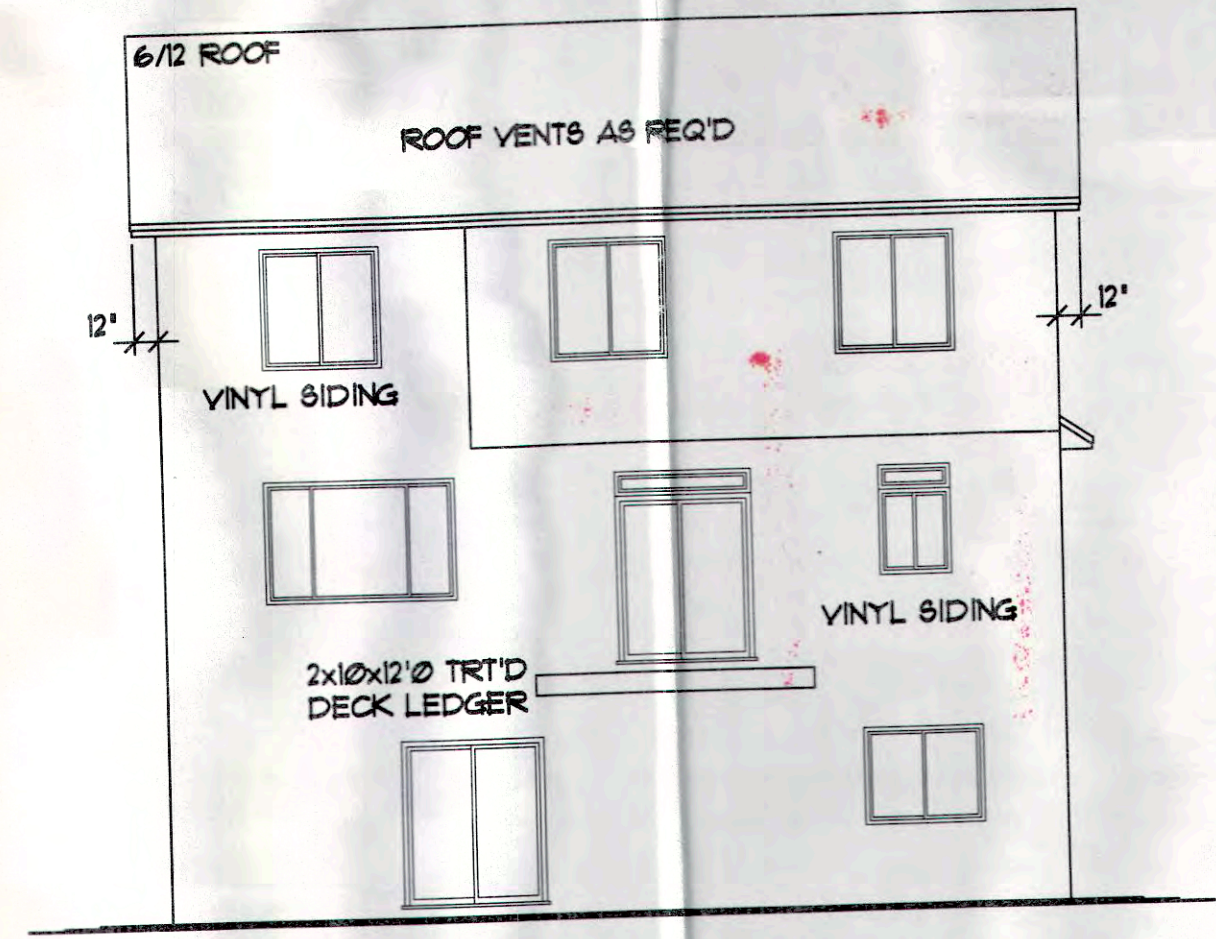 6/12 ROOF
ROOF VENTS AS REQ'D
12"
12"
VINYL SIDING
VINYL SIDING
2x10x12'0 TRT'D
DECK LEDGER